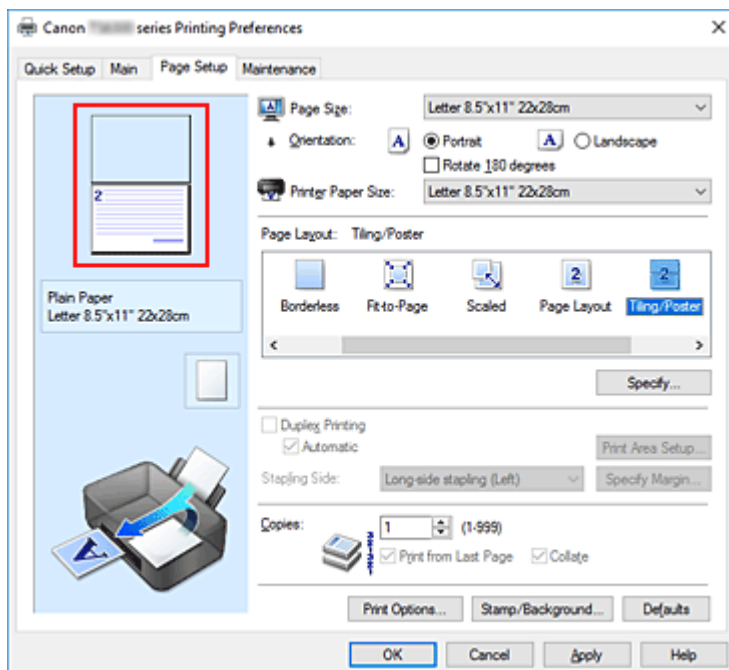 Canon series Printing Preferences
Quick Setup Main Page Setup Maintenance
2
Plain Paper
Letter 8.5"x11" 22x28cm
A
Page Size: Letter 8.5"x11" 22x28cm
Orientation: A Portrait A Landscape
Rotate 180 degrees
Printer Paper Size: Letter 8.5"x11" 22x28cm
Page Layout: Tiling/Poster
2 2
Borderless Fit-to-Page Scaled Page Layout Tiling/Poster
Specify...
Duplex Printing
Automatic Print Area Setup...
Stapling Side: Long-side stapling (Left) Specify Margin...
Copies: 1 (1-999)
Print from Last Page Collate
Print Options... Stamp/Background... Defaults
OK Cancel Apply Help